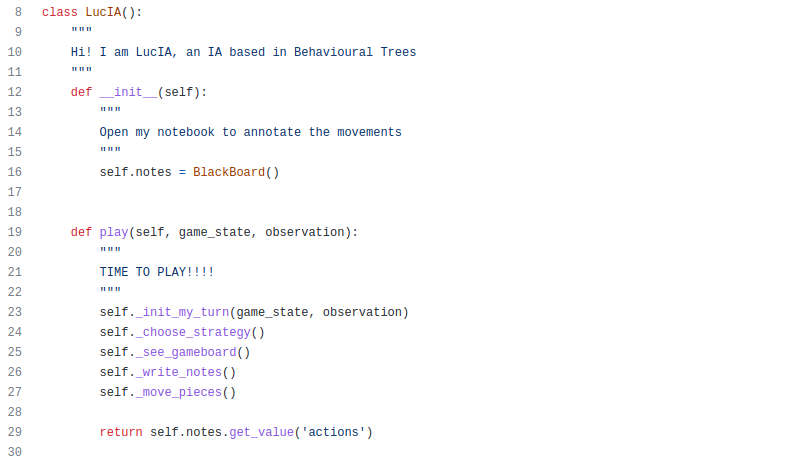 8 class LucIA():
9 """
10 Hi! I am LucIA, an IA based in Behavioural Trees
11 """
12 def __init__(self):
13 """
14 Open my notebook to annotate the movements
15 """
16 self.notes = BlackBoard()
17
18
19 def play(self, game_state, observation):
20 """
21 TIME TO PLAY!!!!
22 """
23 self._init_my_turn(game_state, observation)
24 self._choose_strategy()
25 self._see_gameboard()
26 self._write_notes()
27 self._move_pieces()
28
29 return self.notes.get_value('actions')
30